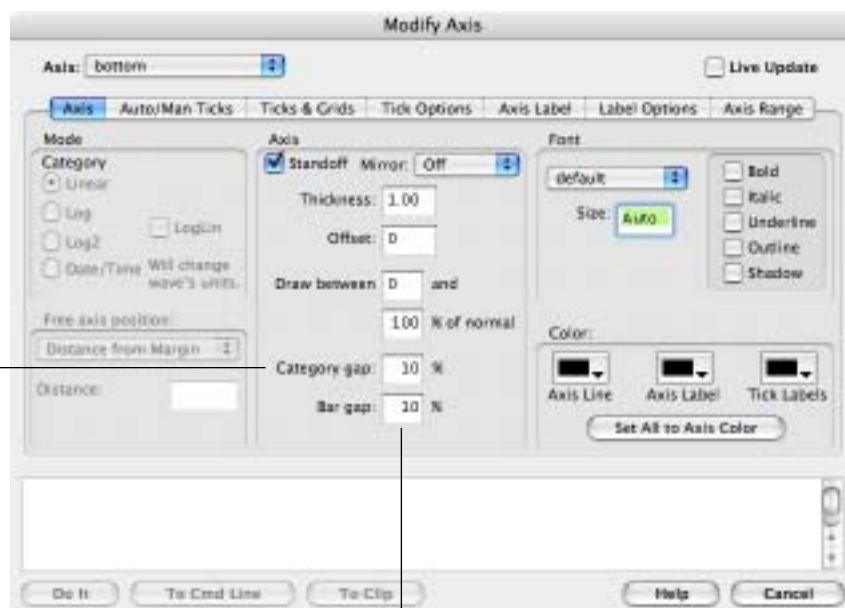 Modify Axis
Axis: bottom
Live Update
Axis Auto/Man Ticks Ticks & Grids Tick Options Axis Label Label Options Axis Range
Mode
Category
Linear
Log
Log2
LogLin
Date/Time Will change wave's units.
Free axis position:
Distance from Margin
Distance:
Axis
Standoff Mirror: Off
Thickness: 1.00
Offset: 0
Draw between 0 and
100 % of normal
Category gap: 10 %
Bar gap: 10 %
Font
default
Size: Auto
Bold
Italic
Underline
Outline
Shadow
Color:
Axis Line Axis Label Tick Labels
Set All to Axis Color
Do It To Cmd Line To Clip Help Cancel